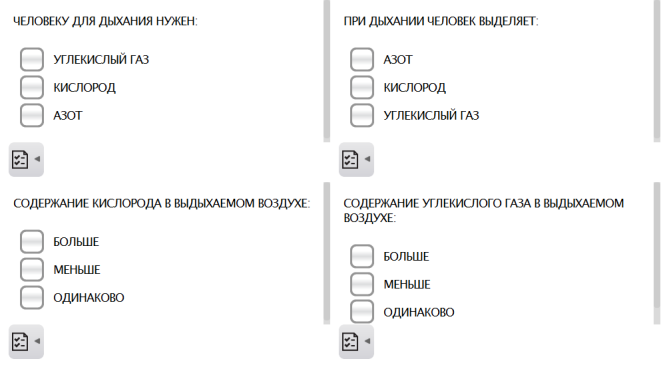 ЧЕЛОВЕКУ ДЛЯ ДЫХАНИЯ НУЖЕН:
УГЛЕКИСЛЫЙ ГАЗ
КИСЛОРОД
АЗОТ
ПРИ ДЫХАНИИ ЧЕЛОВЕК ВЫДЕЛЯЕТ:
АЗОТ
КИСЛОРОД
УГЛЕКИСЛЫЙ ГАЗ
СОДЕРЖАНИЕ КИСЛОРОДА В ВЫДЫХАЕМОМ ВОЗДУХЕ:
БОЛЬШЕ
МЕНЬШЕ
ОДИНАКОВО
СОДЕРЖАНИЕ УГЛЕКИСЛОГО ГАЗА В ВЫДЫХАЕМОМ
ВОЗДУХЕ:
БОЛЬШЕ
МЕНЬШЕ
ОДИНАКОВО